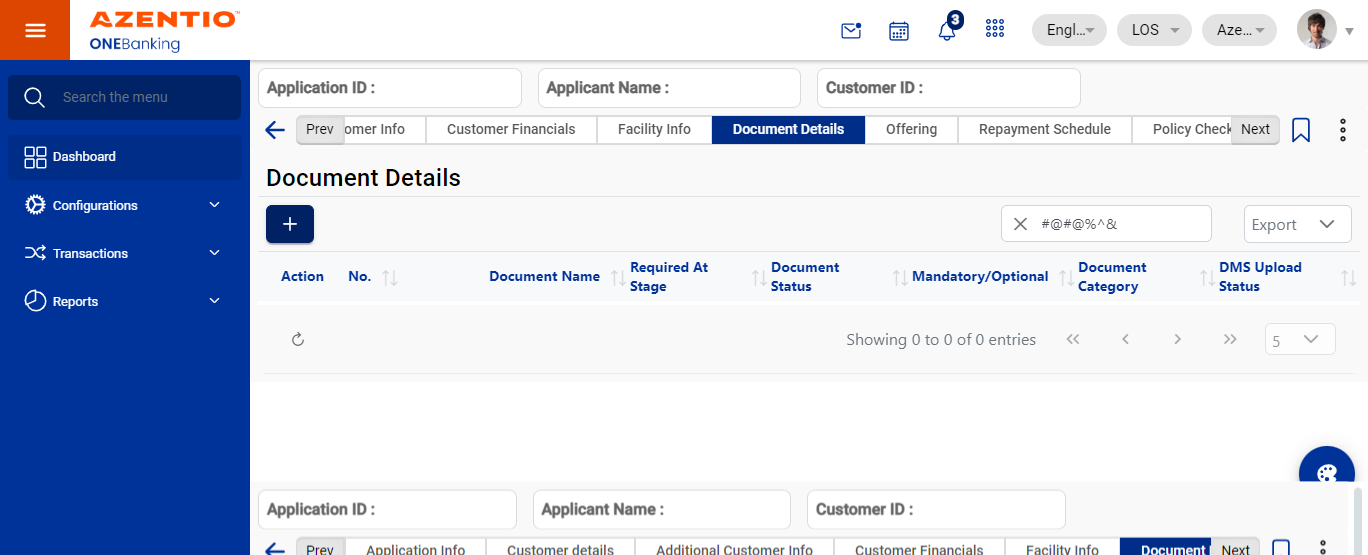 AZENTIO™
ONEBanking
3
Engl...
LOS
Aze...
Search the menu
Dashboard
Configurations
Transactions
Reports
Application ID :
Applicant Name :
Customer ID :
Prev
omer Info
Customer Financials
Facility Info
Document Details
Offering
Repayment Schedule
Policy Check
Next
Document Details
+
#@#@%^&
Export
Action
No.
Document Name
Required At
Stage
Document
Status
Mandatory/Optional
Document
Category
DMS Upload
Status
Showing 0 to 0 of 0 entries
5
Application ID :
Applicant Name :
Customer ID :
Prev
Application Info
Customer details
Additional Customer Info
Customer Financials
Facility Info
Document
Next